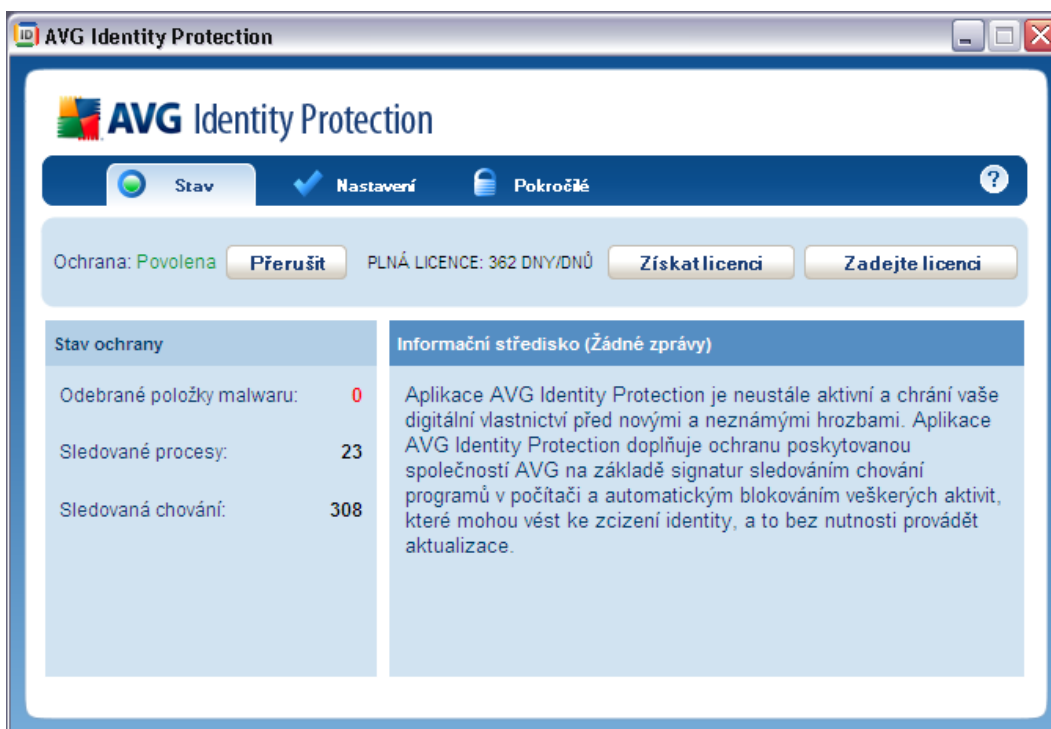 ID AVG Identity Protection
AVG Identity Protection
Stav Nastavení Pokročilé ?
Ochrana: Povolena Přerušit PLNÁ LICENCE: 362 DNY/DNŮ Získat licenci Zadejte licenci
Stav ochrany
Odebrané položky malwaru: 0
Sledované procesy: 23
Sledovaná chování: 308
Informační středisko (Žádné zprávy)
Aplikace AVG Identity Protection je neustále aktivní a chrání vaše
digitální vlastnictví před novými a neznámými hrozbami. Aplikace
AVG Identity Protection doplňuje ochranu poskytovanou
společností AVG na základě signatur sledováním chování
programů v počítači a automatickým blokováním veškerých aktivit,
které mohou vést ke zcizení identity, a to bez nutnosti provádět
aktualizace.